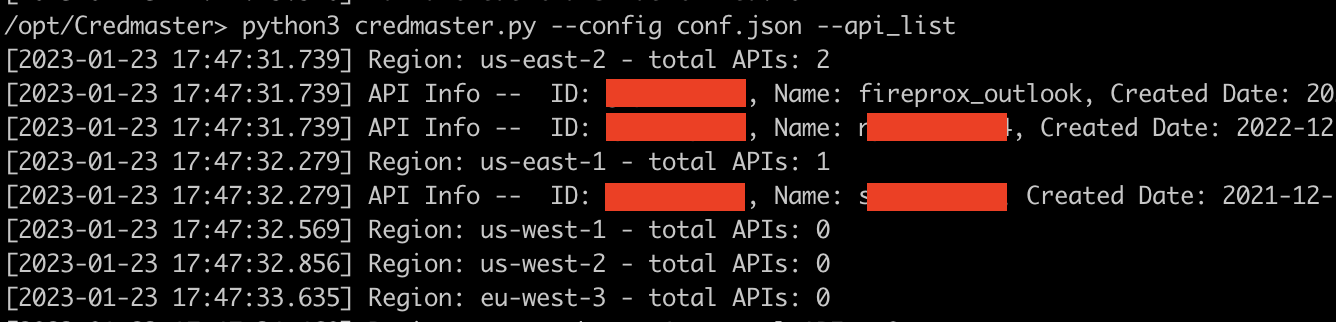 /opt/Credmaster> python3 credmaster.py --config conf.json --api_list
[2023-01-23 17:47:31.739] Region: us-east-2 - total APIs: 2
[2023-01-23 17:47:31.739] API Info -- ID: , Name: fireprox_outlook, Created Date: 20
[2023-01-23 17:47:31.739] API Info -- ID: , Name: r , Created Date: 2022-12
[2023-01-23 17:47:32.279] Region: us-east-1 - total APIs: 1
[2023-01-23 17:47:32.279] API Info -- ID: , Name: s Created Date: 2021-12-
[2023-01-23 17:47:32.569] Region: us-west-1 - total APIs: 0
[2023-01-23 17:47:32.856] Region: us-west-2 - total APIs: 0
[2023-01-23 17:47:33.635] Region: eu-west-3 - total APIs: 0